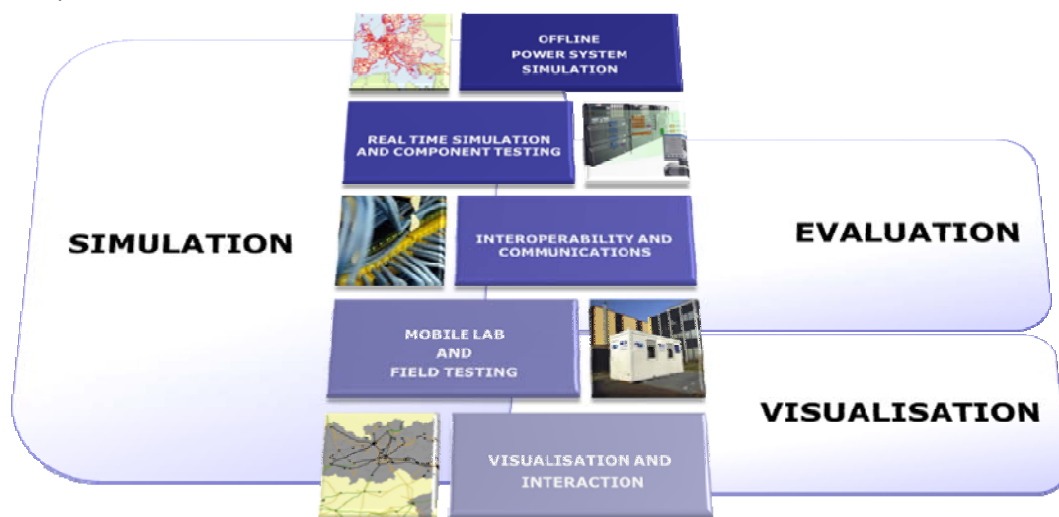 OFFLINE
POWER SYSTEM
SIMULATION
REAL TIME SIMULATION
AND COMPONENT TESTING
SIMULATION
INTEROPERABILITY AND
COMMUNICATIONS
EVALUATION
MOBILE LAB
AND
FIELD TESTING
VISUALISATION
VISUALISATION AND
INTERACTION